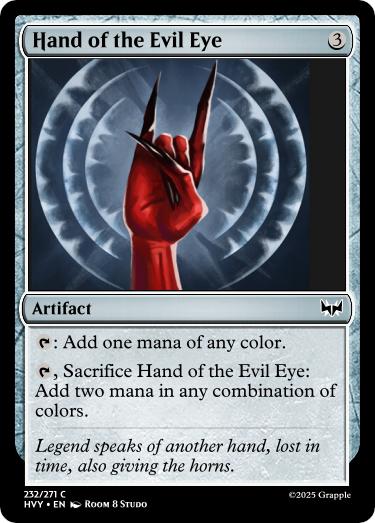 Hand of the Evil Eye 3
Artifact
: Add one mana of any color.
, Sacrifice Hand of the Evil Eye:
Add two mana in any combination of
colors.
Legend speaks of another hand, lost in
time, also giving the horns.
232/271 C
HVY • EN Room 8 Studo
©2025 Grapple